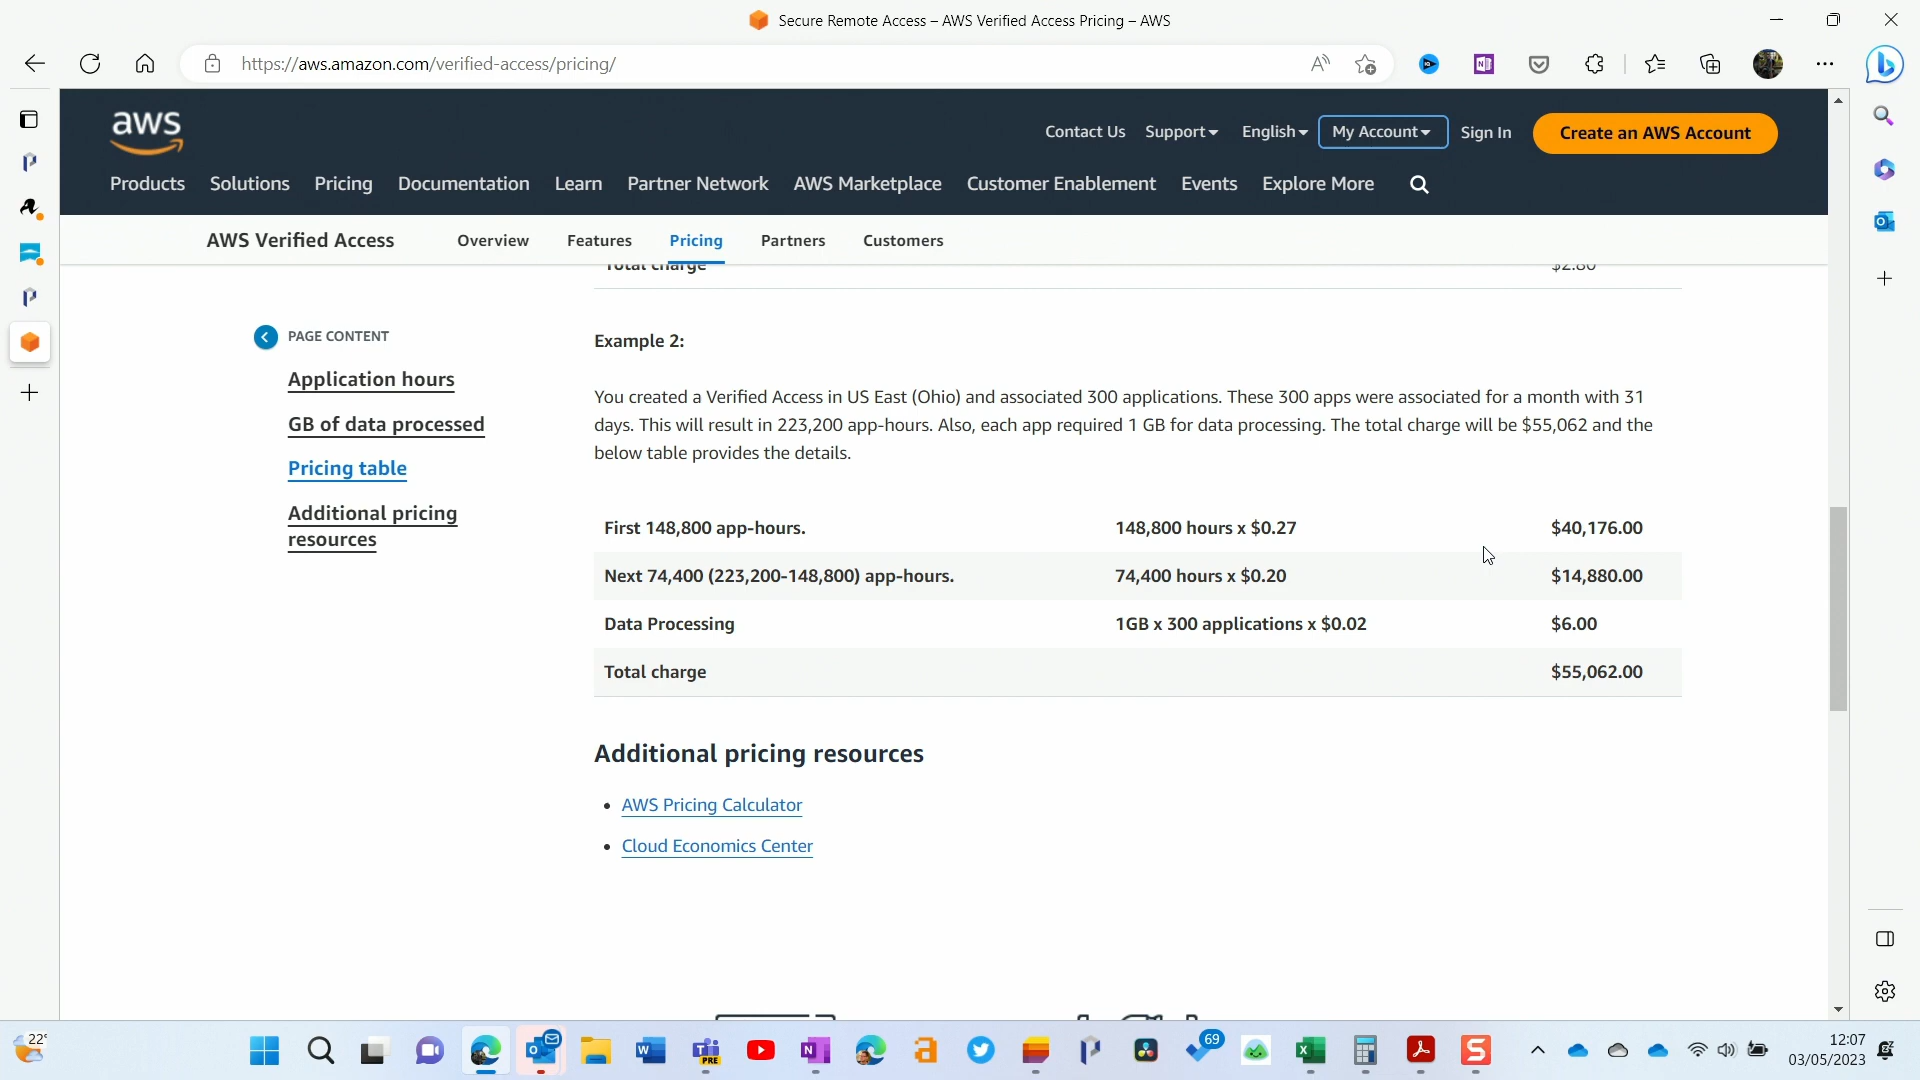 Secure Remote Access – AWS Verified Access Pricing – AWS
https://aws.amazon.com/verified-access/pricing/
aws
Contact Us Support English My Account Sign In Create an AWS Account
Products Solutions Pricing Documentation Learn Partner Network AWS Marketplace Customer Enablement Events Explore More
AWS Verified Access Overview Features Pricing Partners Customers
Total charge $2.80
PAGE CONTENT
Application hours
GB of data processed
Pricing table
Additional pricing
resources
Example 2:
You created a Verified Access in US East (Ohio) and associated 300 applications. These 300 apps were associated for a month with 31
days. This will result in 223,200 app-hours. Also, each app required 1 GB for data processing. The total charge will be $55,062 and the
below table provides the details.
First 148,800 app-hours. 148,800 hours x $0.27 $40,176.00
Next 74,400 (223,200-148,800) app-hours. 74,400 hours x $0.20 $14,880.00
Data Processing 1GB x 300 applications x $0.02 $6.00
Total charge $55,062.00
Additional pricing resources
• AWS Pricing Calculator
• Cloud Economics Center
22°
PRE
69
12:07
03/05/2023